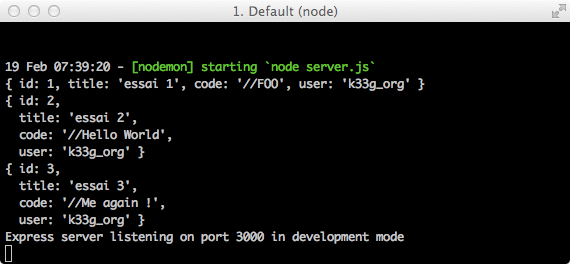 1. Default (node)
19 Feb 07:39:20 - [nodemon] starting `node server.js`
{ id: 1, title: 'essai 1', code: '//FOO', user: 'k33g_org' }
{ id: 2,
  title: 'essai 2',
  code: '//Hello World',
  user: 'k33g_org' }
{ id: 3,
  title: 'essai 3',
  code: '//Me again !',
  user: 'k33g_org' }
Express server listening on port 3000 in development mode